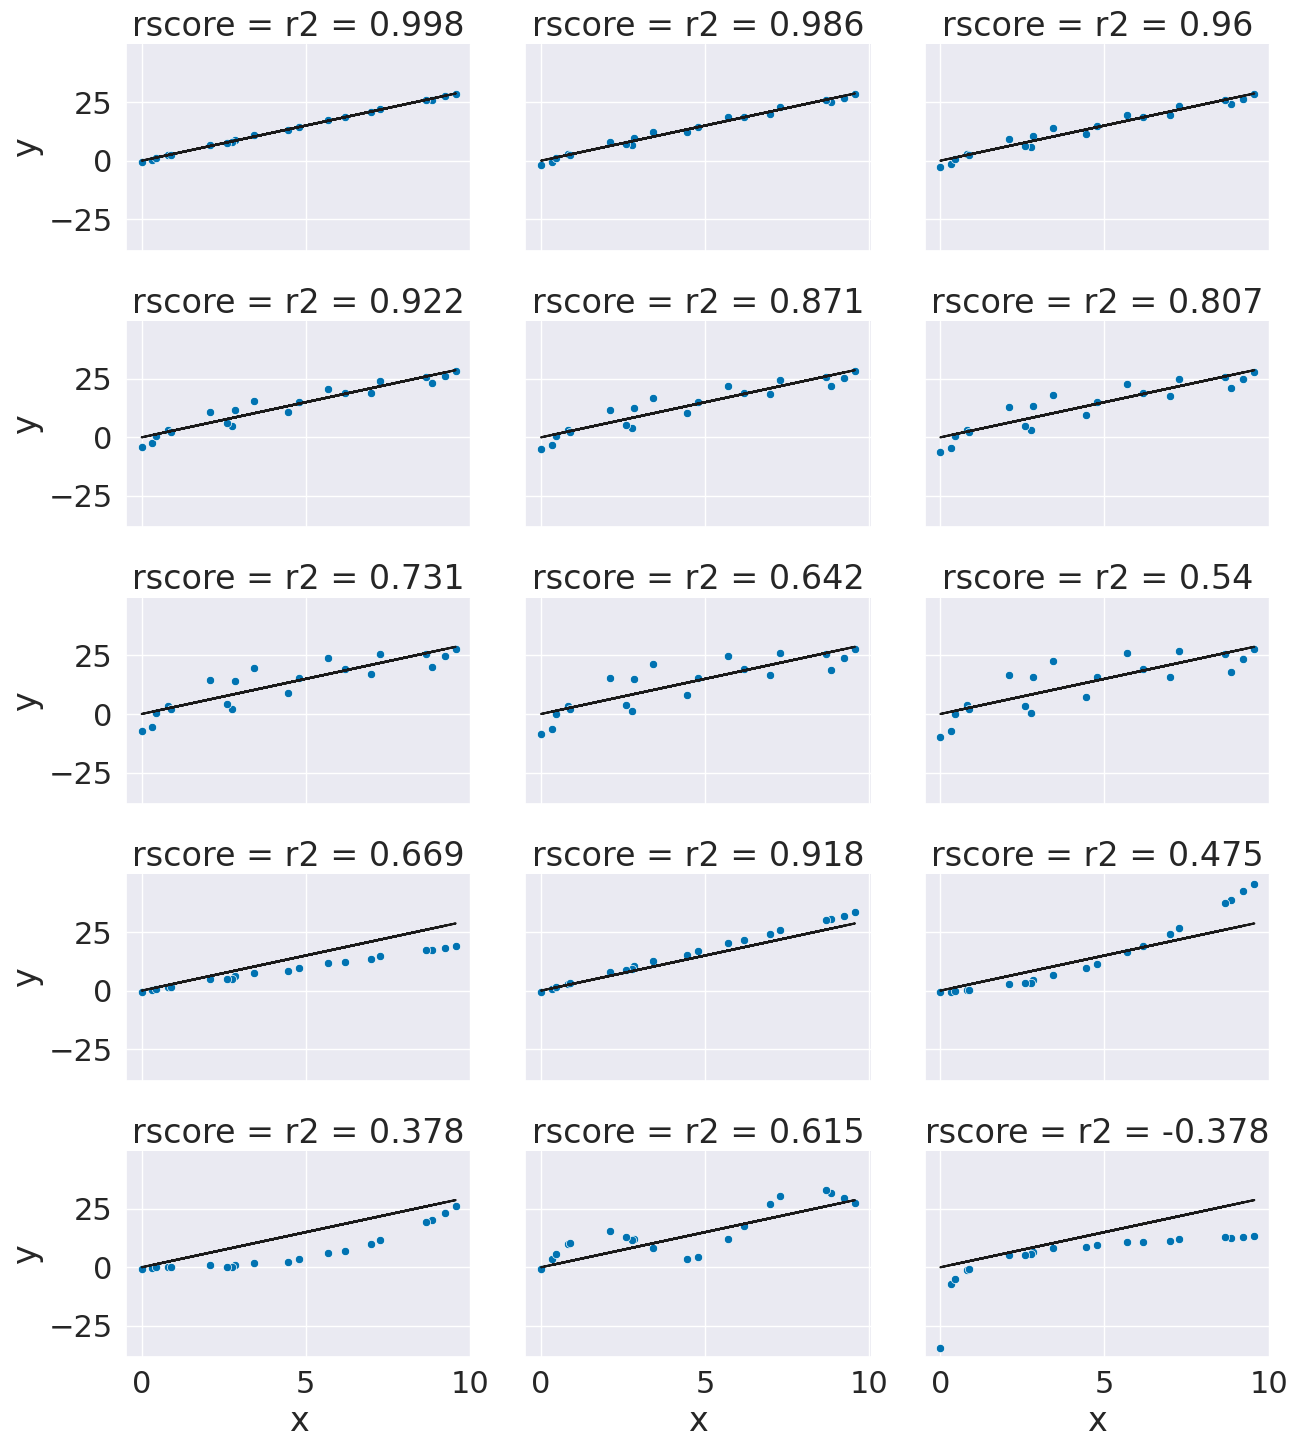 rscore = r2 = 0.998 rscore = r2 = 0.986 rscore = r2 = 0.96
y
25
0
−25
rscore = r2 = 0.922 rscore = r2 = 0.871 rscore = r2 = 0.807
y
25
0
−25
rscore = r2 = 0.731 rscore = r2 = 0.642 rscore = r2 = 0.54
y
25
0
−25
rscore = r2 = 0.669 rscore = r2 = 0.918 rscore = r2 = 0.475
y
25
0
−25
rscore = r2 = 0.378 rscore = r2 = 0.615 rscore = r2 = -0.378
y
25
0
−25
0 5 10 0 5 10 0 5 10
x x x